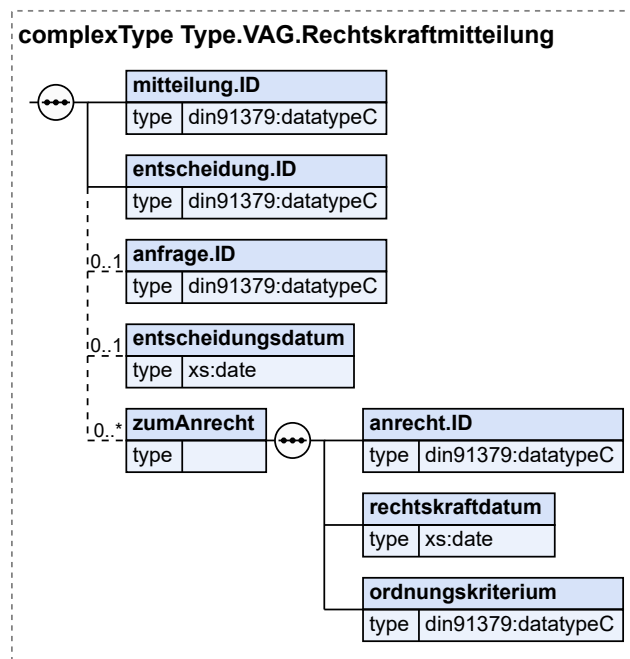 complexType Type.VAG.Rechtskraftmitteilung
mitteilung.ID
type din91379:datatypeC
entscheidung.ID
type din91379:datatypeC
0..1 anfrage.ID
type din91379:datatypeC
0..1 entscheidungsdatum
type xs:date
0..* zumAnrecht
type
anrecht.ID
type din91379:datatypeC
rechtskraftdatum
type xs:date
ordnungskriterium
type din91379:datatypeC